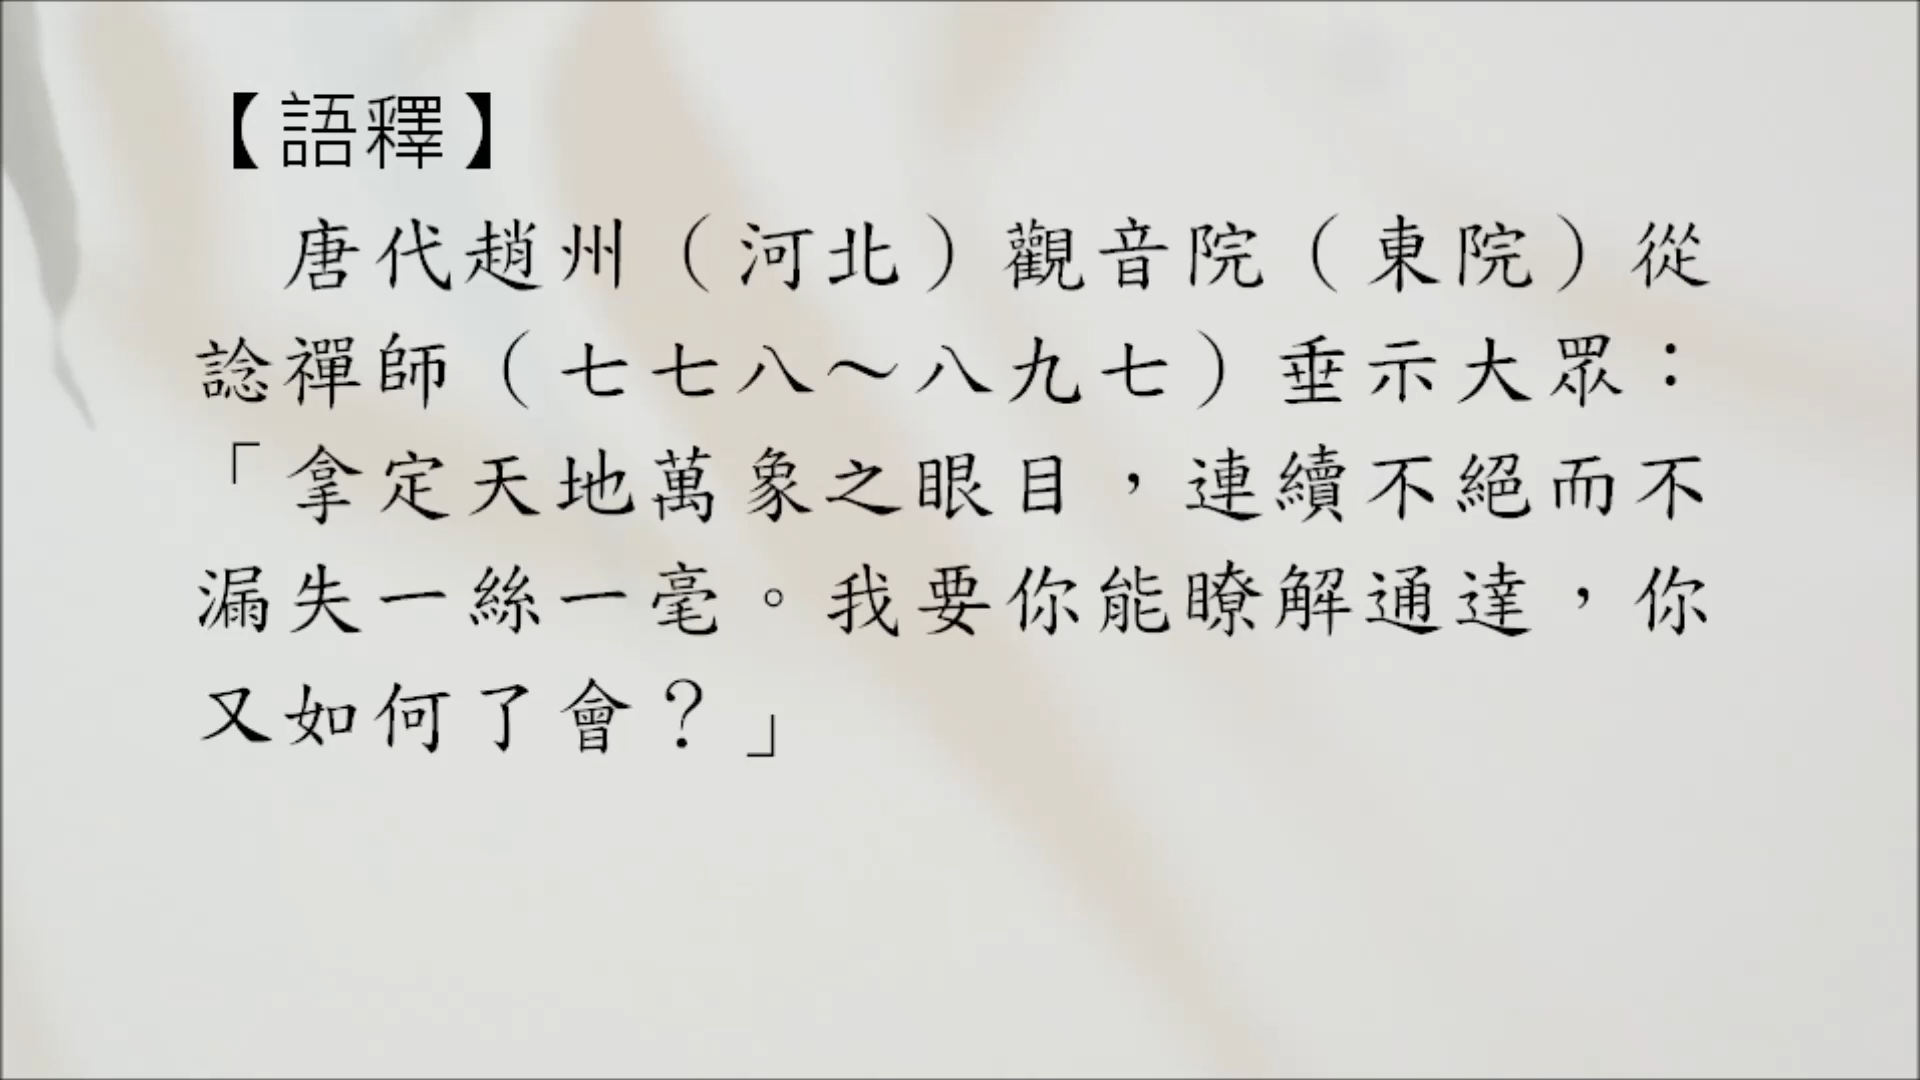 【語釋】
唐代趙州（河北）觀音院（東院）從
諗禪師（七七八～八九七）垂示大眾：
「拿定天地萬象之眼目，連續不絕而不
漏失一絲一毫。我要你能瞭解通達，你
又如何了會？」